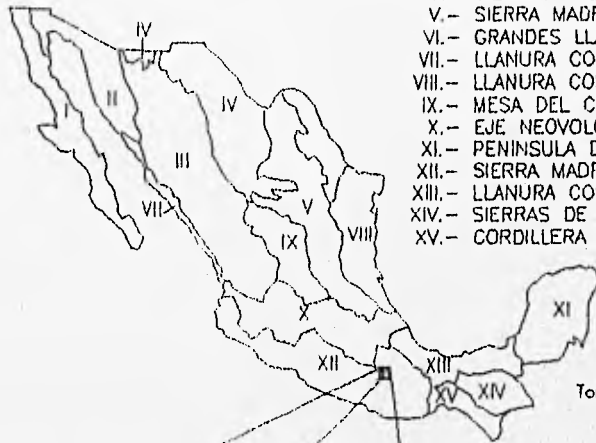 V.- SIERRA MADR
VI.- GRANDES LL
VII.- LLANURA CO
VIII.- LLANURA CO
IX.- MESA DEL C
X.- EJE NEOVOLC
XI.- PENINSULA D
XII.- SIERRA MADR
XIII.- LLANURA CO
XIV.- SIERRAS DE
XV.- CORDILLERA
IV
IV
II
I
III
V
VII
VIII
IX
XI
X
XIII
XII
XV
XIV
To